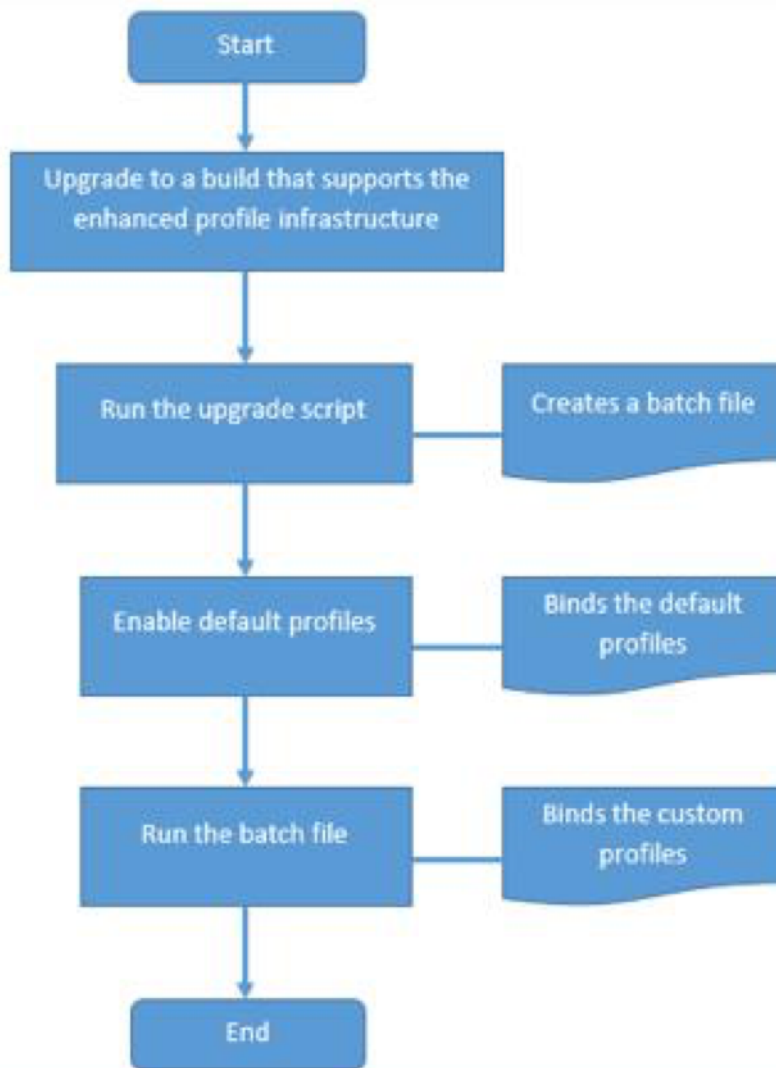 Start
Upgrade to a build that supports the
enhanced profile infrastructure
Run the upgrade script
Creates a batch file
Enable default profiles
Binds the default
profiles
Run the batch file
Binds the custom
profiles
End